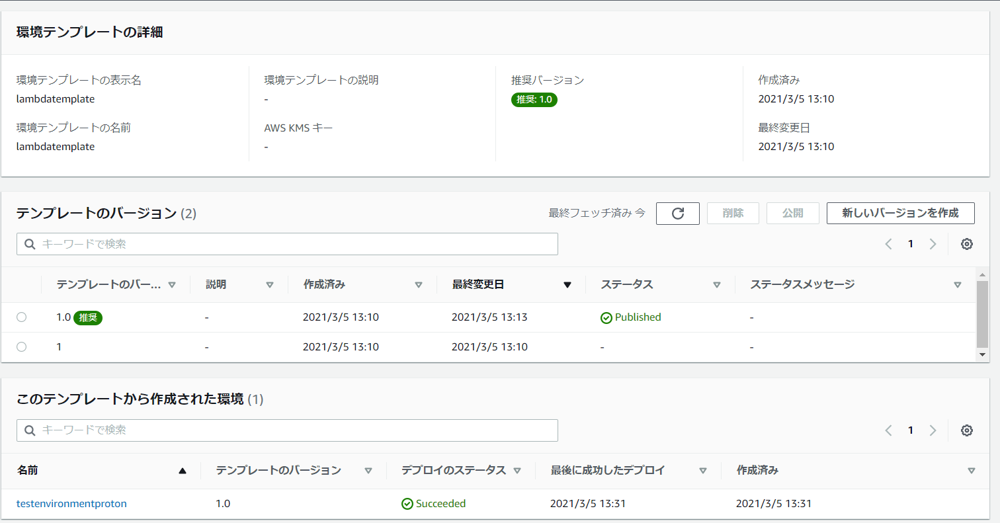 環境テンプレートの詳細
環境テンプレートの表示名
lambdatemplate
環境テンプレートの名前
lambdatemplate
環境テンプレートの説明
-
AWS KMS キー
-
推奨バージョン
推奨: 1.0
作成済み
2021/3/5 13:10
最終変更日
2021/3/5 13:10
テンプレートのバージョン (2)
最終フェッチ済み 今
削除
公開
新しいバージョンを作成
キーワードで検索
1
テンプレートのバー... 説明 作成済み 最終変更日 ステータス ステータスメッセージ
1.0 推奨 - 2021/3/5 13:10 2021/3/5 13:13 Published -
1 - 2021/3/5 13:10 2021/3/5 13:10 - -
このテンプレートから作成された環境 (1)
キーワードで検索
1
名前 テンプレートのバージョン デプロイのステータス 最後に成功したデプロイ 作成済み
testenvironmentproton 1.0 Succeeded 2021/3/5 13:31 2021/3/5 13:31